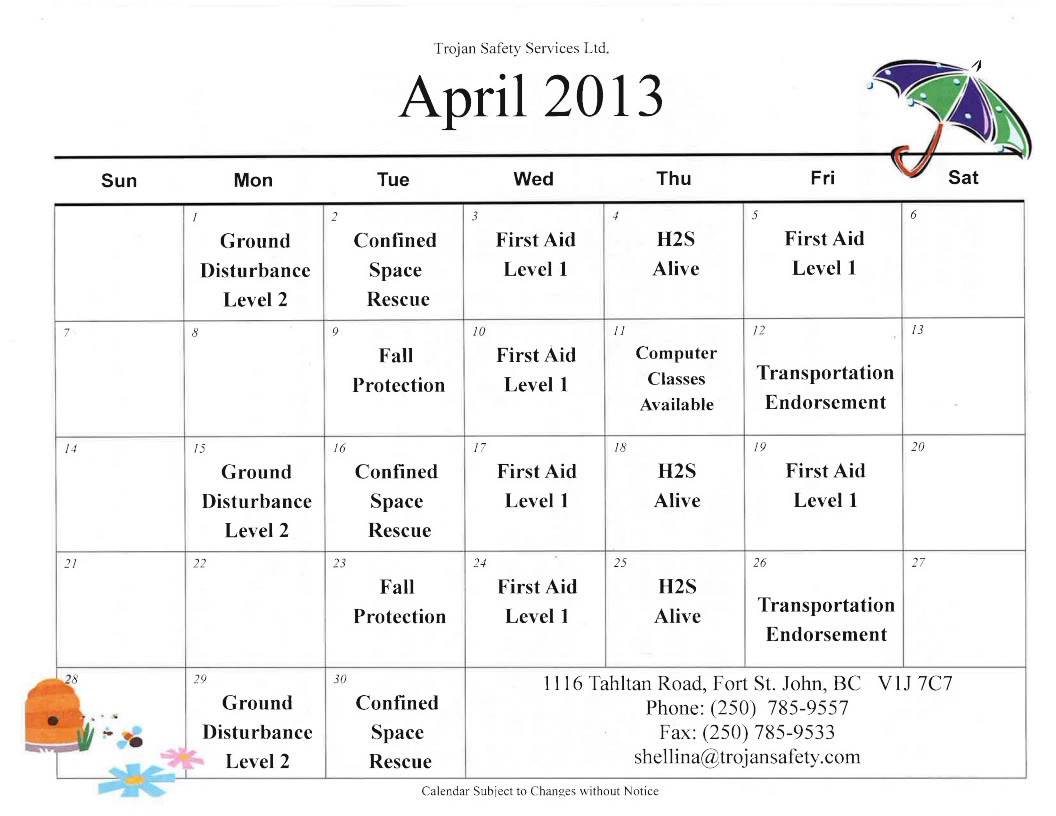 Trojan Safety Services Ltd.
April 2013
Sun Mon Tue Wed Thu Fri Sat
1 2 3 4 5 6
Ground Disturbance Level 2
Confined Space Rescue
First Aid Level 1
H2S Alive
First Aid Level 1
7 8 9 10 11 12 13
Fall Protection
First Aid Level 1
Computer Classes Available
Transportation Endorsement
14 15 16 17 18 19 20
Ground Disturbance Level 2
Confined Space Rescue
First Aid Level 1
H2S Alive
First Aid Level 1
21 22 23 24 25 26 27
Fall Protection
First Aid Level 1
H2S Alive
Transportation Endorsement
28 29 30
Ground Disturbance Level 2
Confined Space Rescue
1116 Tahltan Road, Fort St. John, BC V1J 7C7
Phone: (250) 785-9557
Fax: (250) 785-9533
shellina@trojansafety.com
Calendar Subject to Changes without Notice